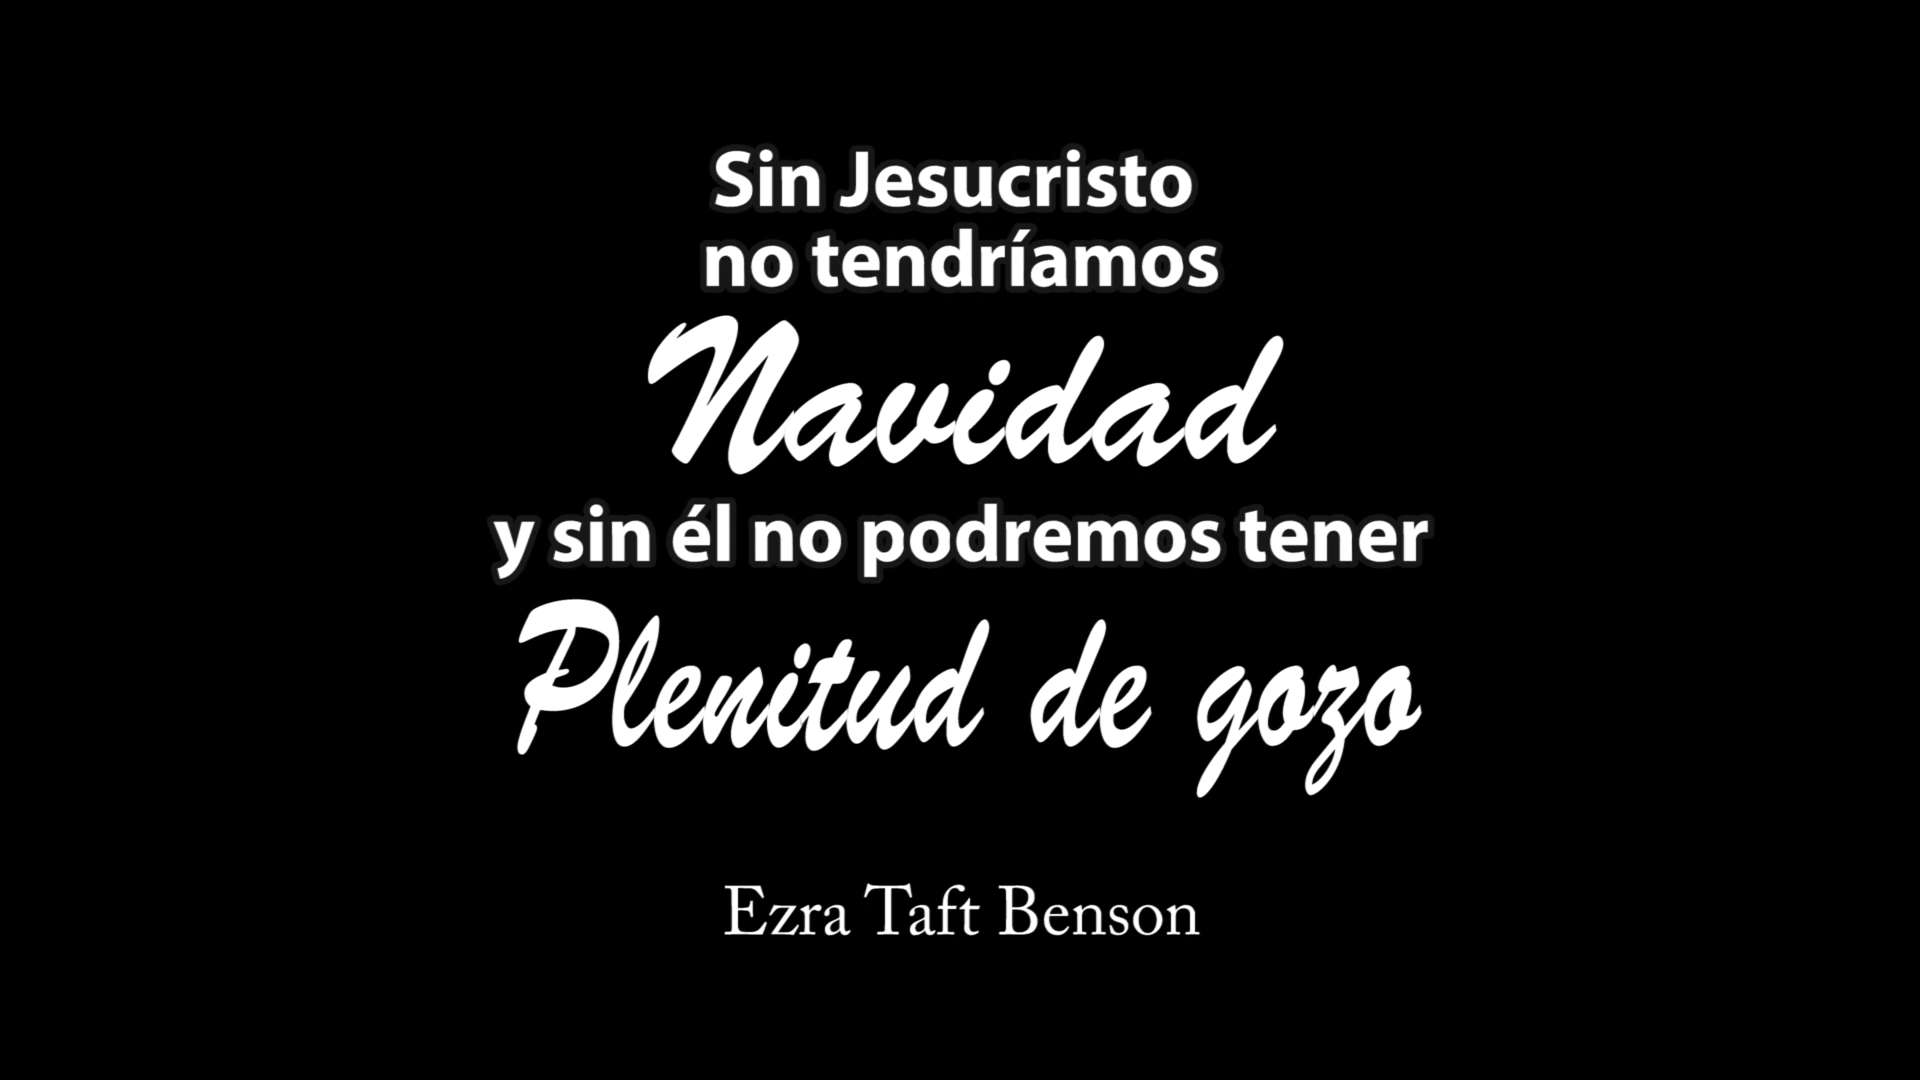 Sin Jesucristo
no tendríamos
Navidad
y sin él no podremos tener
Plenitud de gozo
Ezra Taft Benson